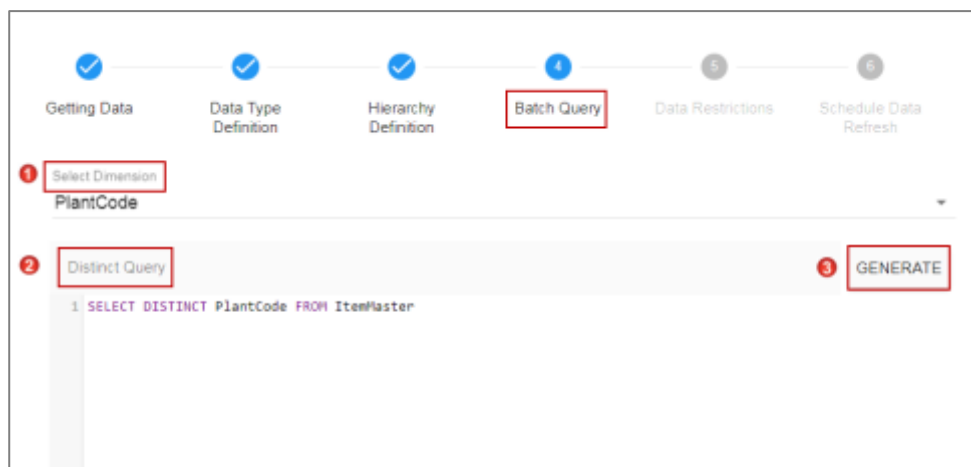 4 5 6
Getting Data Data Type Hierarchy Batch Query Data Restrictions Schedule Data
Definition Definition Refresh
1 Select Dimension
PlantCode
2 Distinct Query 3 GENERATE
1 SELECT DISTINCT PlantCode FROM ItemMaster